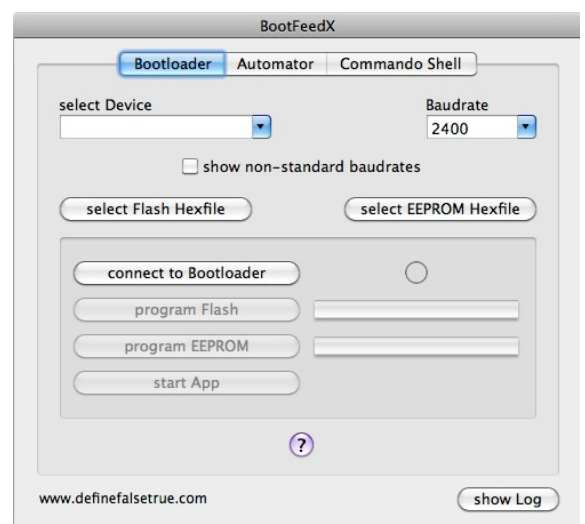 BootFeedX
Bootloader Automator Commando Shell
select Device Baudrate
2400
show non-standard baudrates
select Flash Hexfile select EEPROM Hexfile
connect to Bootloader
program Flash
program EEPROM
start App
?
www.definefalsetrue.com show Log